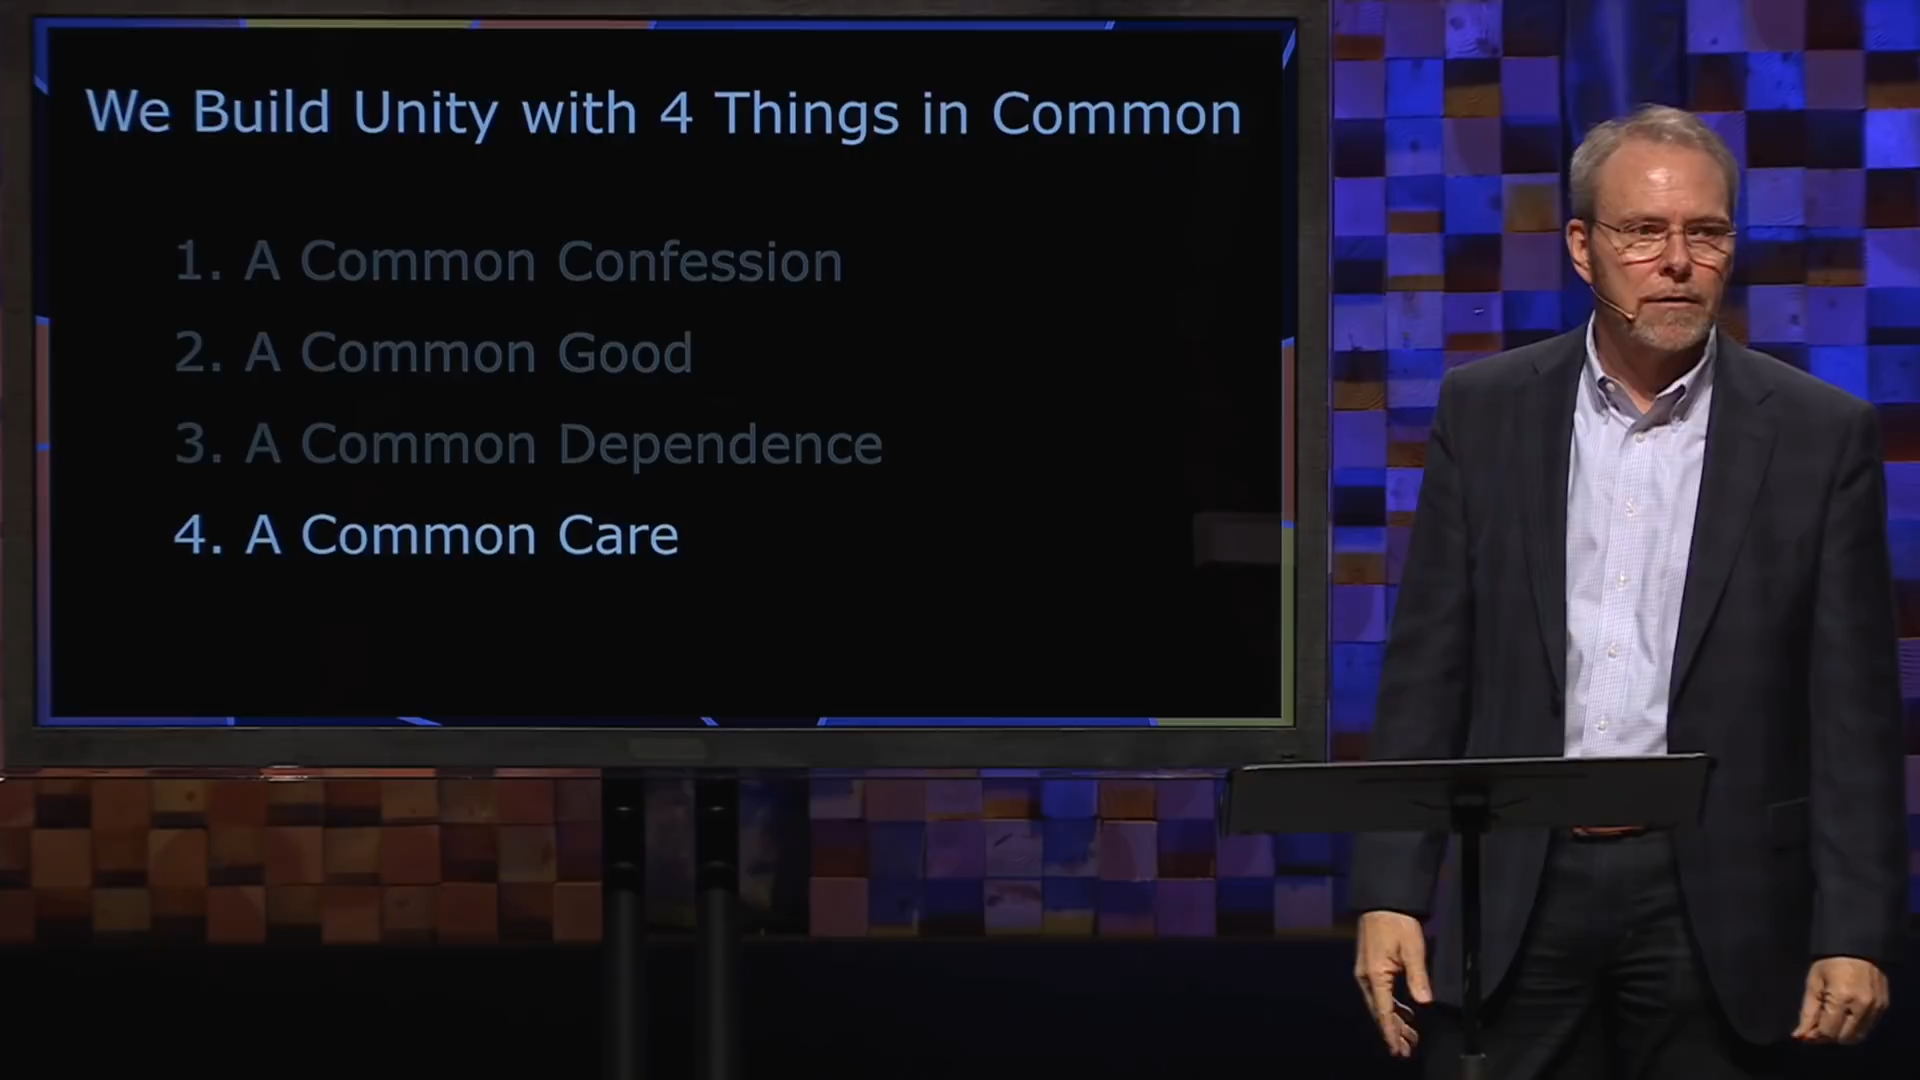 We Build Unity with 4 Things in Common
1. A Common Confession
2. A Common Good
3. A Common Dependence
4. A Common Care